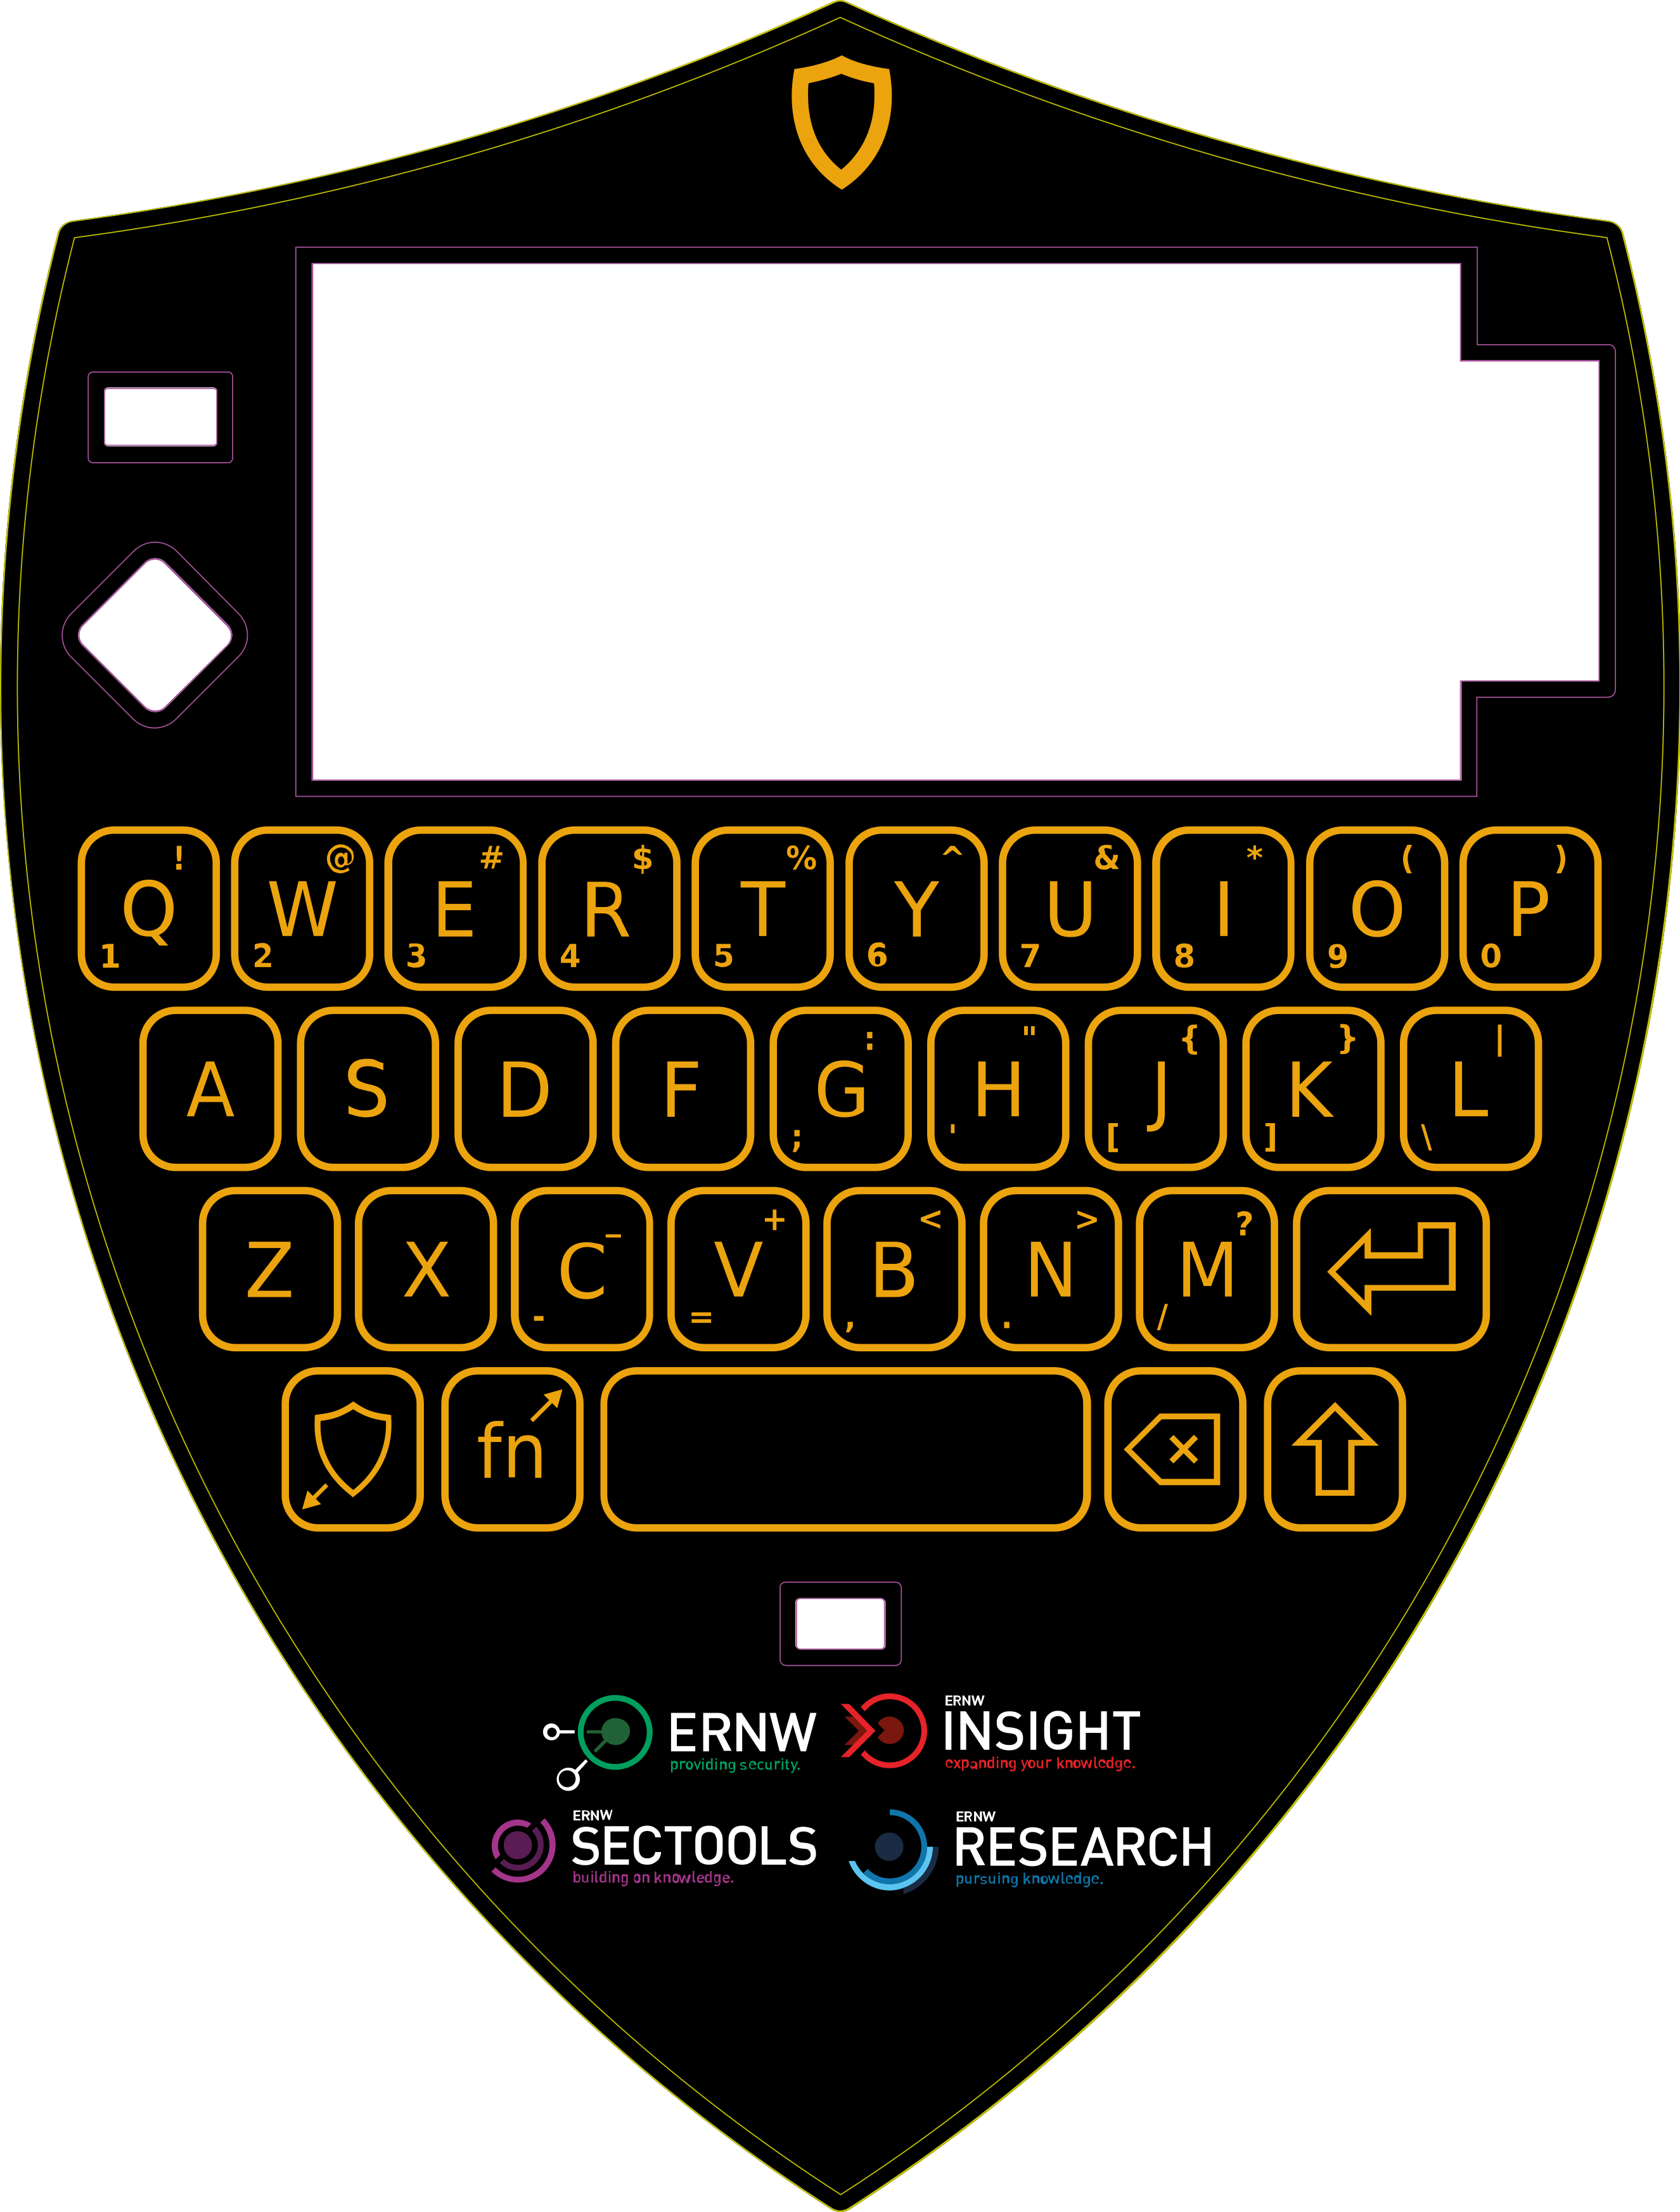 ! @ # $ % ^ & * ( )
Q W E R T Y U I O P
1 2 3 4 5 6 7 8 9 0
: " { } |
A S D F G H J K L
; ' [ ] \
_ + < > ?
Z X C V B N M
- = , . /
fn
ERNW
providing security.
ERNW
INSIGHT
expanding your knowledge.
ERNW
SECTOOLS
building on knowledge.
ERNW
RESEARCH
pursuing knowledge.